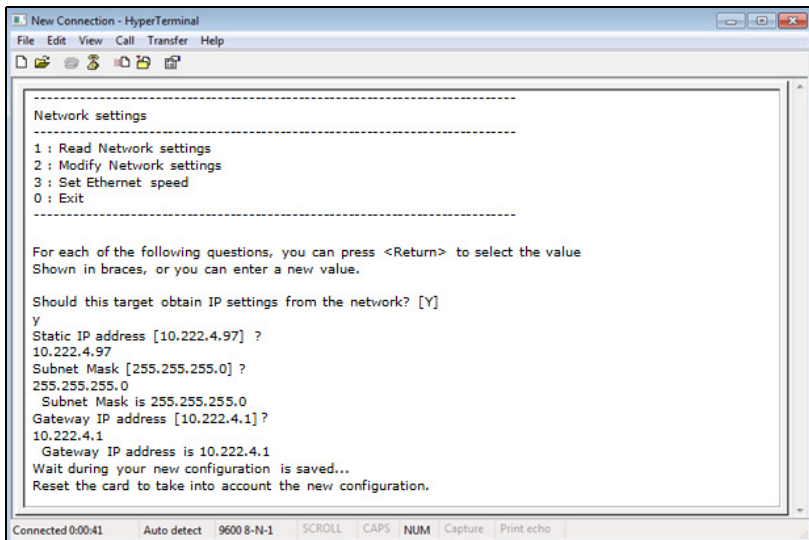 New Connection - HyperTerminal
File Edit View Call Transfer Help
--------------------------------------------------------------------------
Network settings
--------------------------------------------------------------------------
1 : Read Network settings
2 : Modify Network settings
3 : Set Ethernet speed
0 : Exit
--------------------------------------------------------------------------
For each of the following questions, you can press <Return> to select the value
Shown in braces, or you can enter a new value.
Should this target obtain IP settings from the network? [Y]
y
Static IP address [10.222.4.97] ?
10.222.4.97
Subnet Mask [255.255.255.0] ?
255.255.255.0
Subnet Mask is 255.255.255.0
Gateway IP address [10.222.4.1]?
10.222.4.1
Gateway IP address is 10.222.4.1
Wait during your new configuration is saved...
Reset the card to take into account the new configuration.
Connected 0:00:41 Auto detect 9600 8-N-1 SCROLL CAPS NUM Capture Print echo